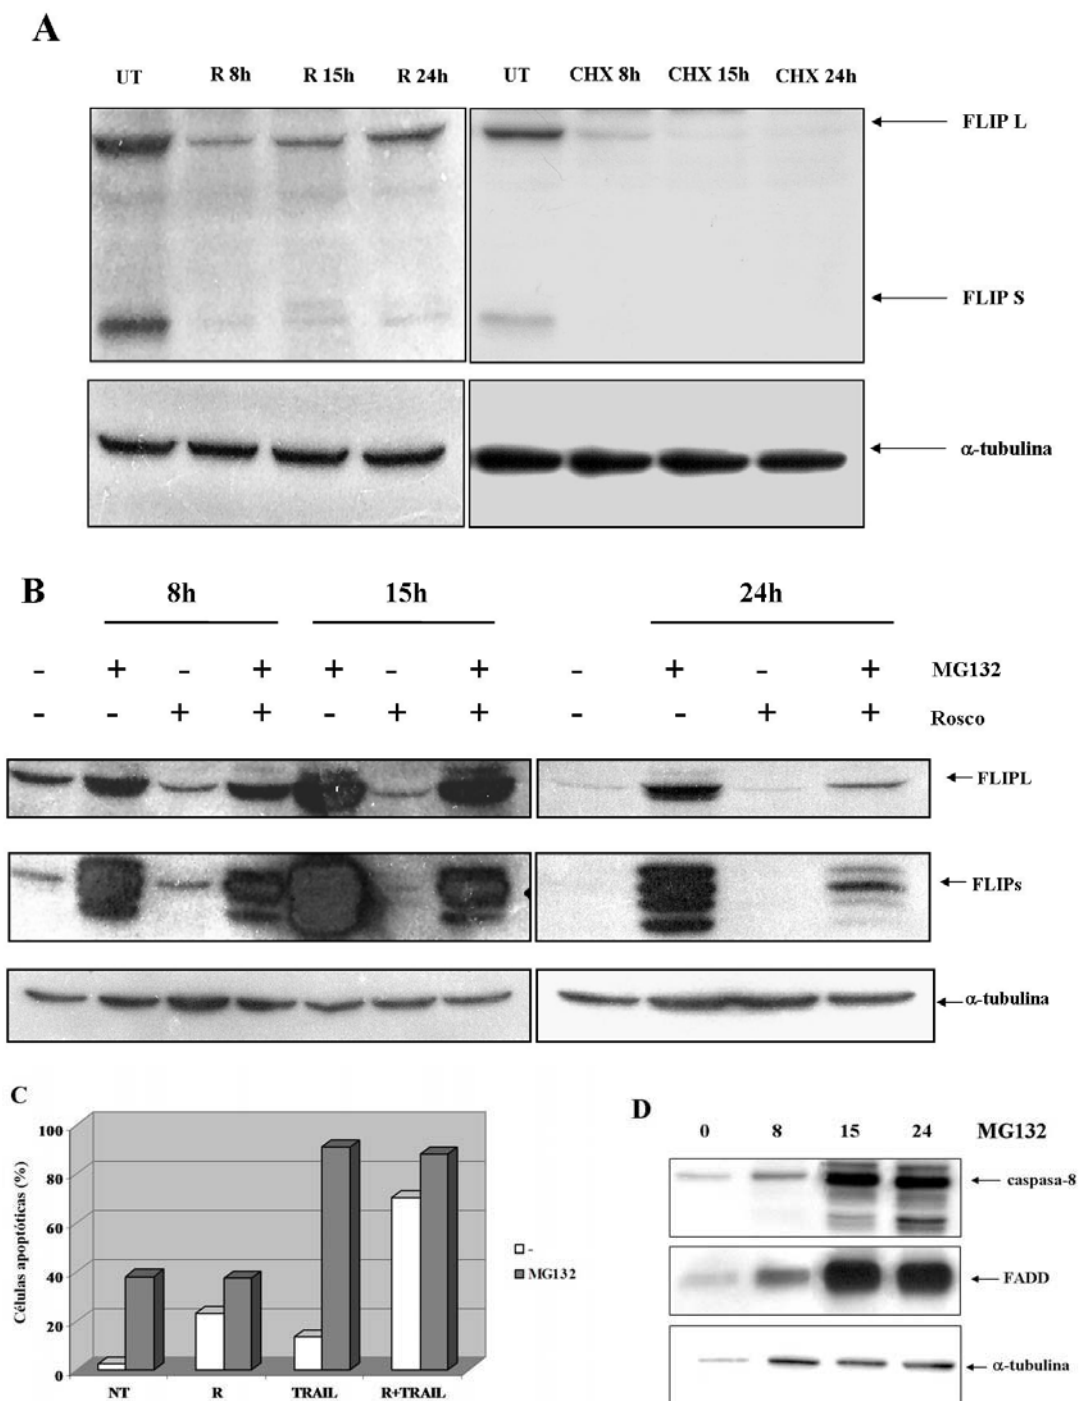 A
UT R 8h R 15h R 24h UT CHX 8h CHX 15h CHX 24h
FLIP L
FLIP S
α-tubulina
B 8h 15h 24h
- + - + + - + - + - + MG132
- - + + - + + - - + + Rosco
FLIPL
FLIPs
α-tubulina
C
Células apoptóticas (%)
100
80
60
40
20
0
NT R TRAIL R+TRAIL
-
MG132
D
0 8 15 24 MG132
caspasa-8
FADD
α-tubulina